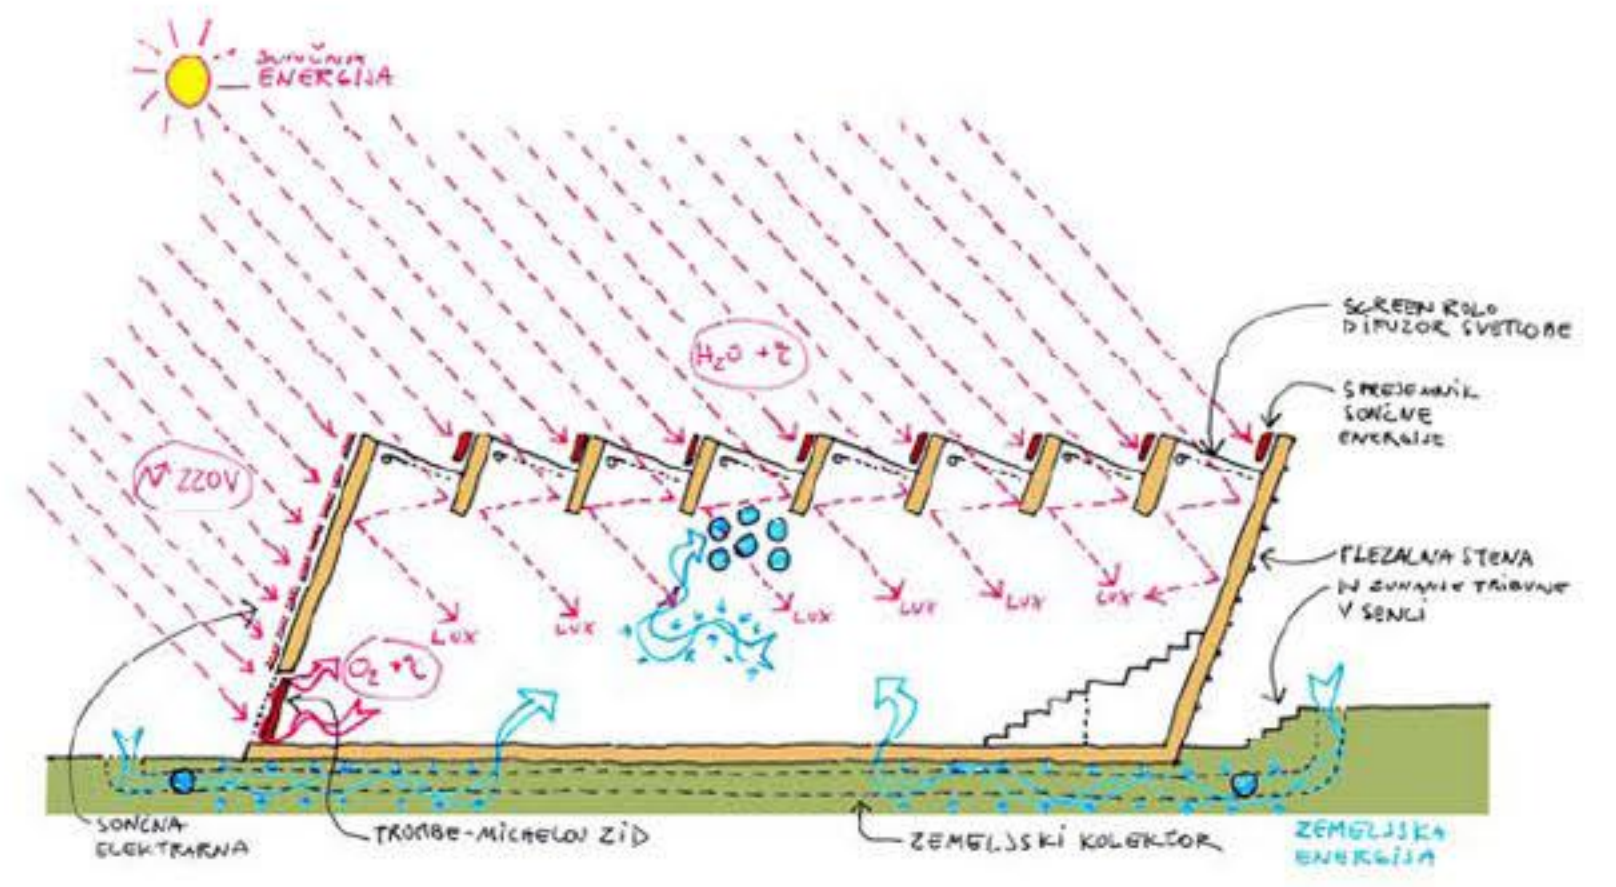 SONČNA
ENERGIJA
SCREEN ROLO
DIFUZOR SVETLOBE
H₂O + Q
SPREJEMNIK
SONČNE
ENERGIJE
220V
PLEZALNA STENA
IN ZUNANJE TRIBUNE
V SENCI
LUX
LUX
LUX
LUX
LUX
LUX
O₂ + Q
SONČNA
ELEKTRARNA
TROMBE-MICHELOV ZID
ZEMELJSKI KOLEKTOR
ZEMELJSKA
ENERGIJA